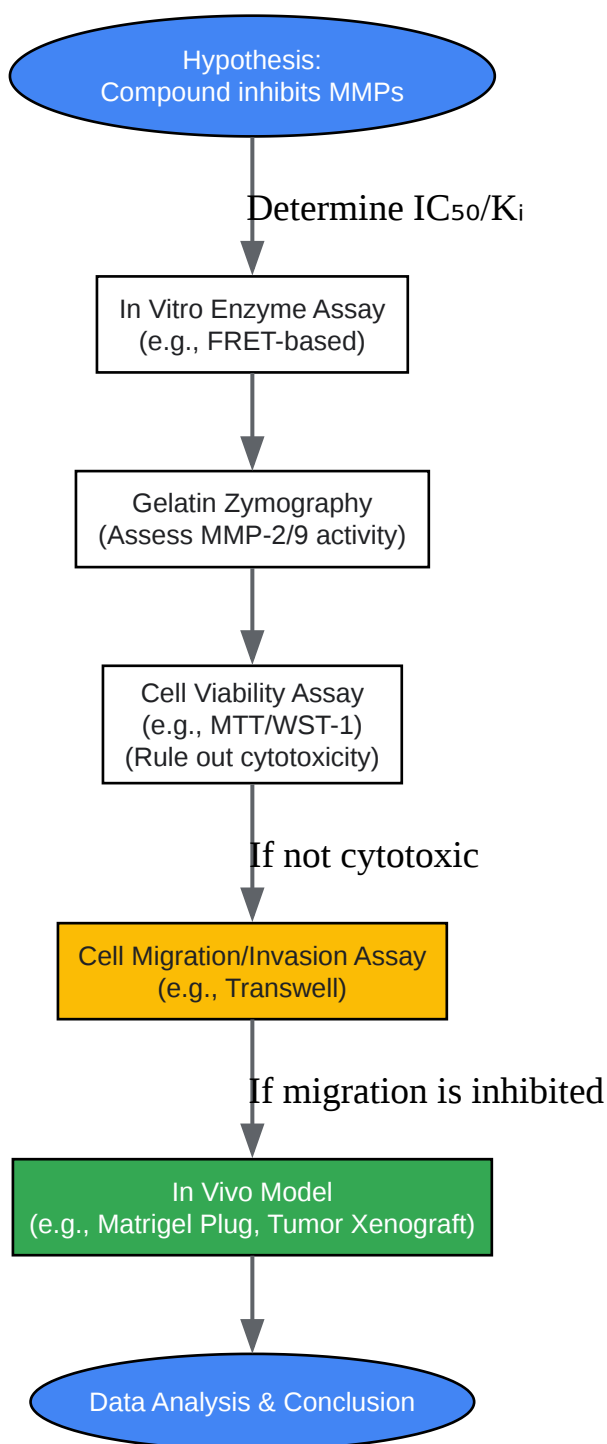 Hypothesis:
Compound inhibits MMPs
Determine IC₅₀/Kᵢ
In Vitro Enzyme Assay
(e.g., FRET-based)
Gelatin Zymography
(Assess MMP-2/9 activity)
Cell Viability Assay
(e.g., MTT/WST-1)
(Rule out cytotoxicity)
If not cytotoxic
Cell Migration/Invasion Assay
(e.g., Transwell)
If migration is inhibited
In Vivo Model
(e.g., Matrigel Plug, Tumor Xenograft)
Data Analysis & Conclusion